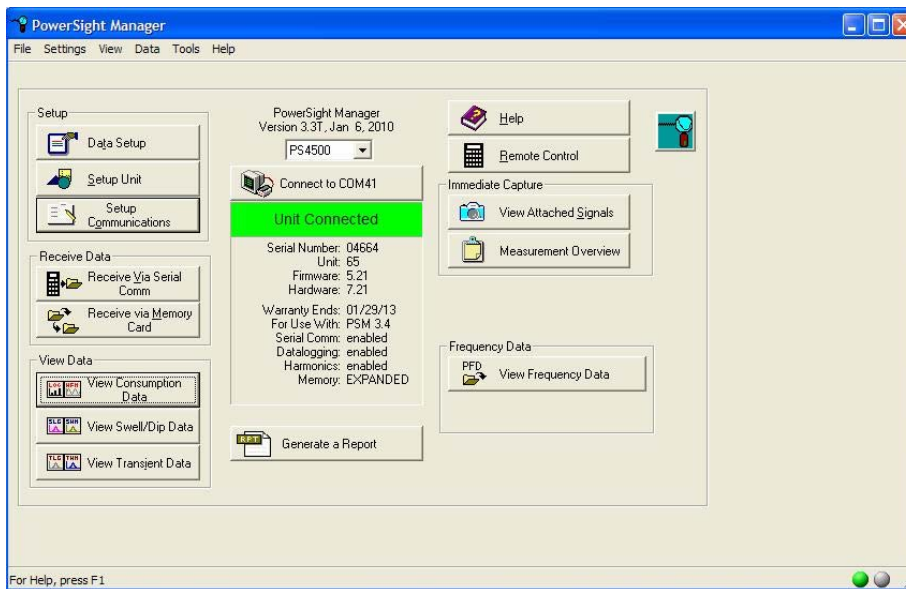 PowerSight Manager
File Settings View Data Tools Help
Setup
Data Setup
Setup Unit
Setup
Communications
Receive Data
Receive Via Serial
Comm
Receive via Memory
Card
View Data
LOG
View Consumption
Data
View Swell/Dip Data
View Transient Data
PowerSight Manager
Version 3.3T, Jan 6, 2010
PS4500
Connect to COM41
Unit Connected
Serial Number: 04664
Unit: 65
Firmware: 5.21
Hardware: 7.21
Warranty Ends: 01/29/13
For Use With: PSM 3.4
Serial Comm: enabled
Datalogging: enabled
Harmonics: enabled
Memory: EXPANDED
RPT
Generate a Report
Help
Remote Control
Immediate Capture
View Attached Signals
Measurement Overview
Frequency Data
PFD
View Frequency Data
For Help, press F1